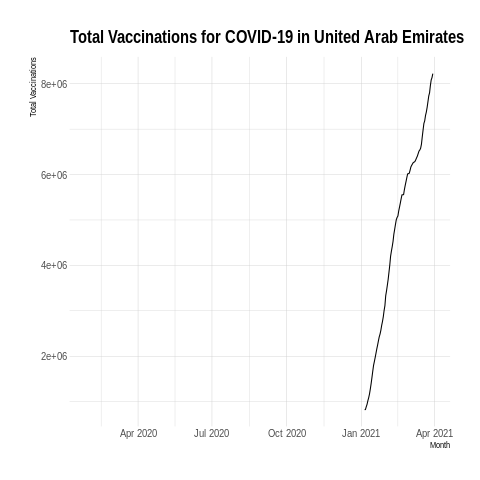 Total Vaccinations for COVID-19 in United Arab Emirates
Total Vaccinations
8e+06
6e+06
4e+06
2e+06
Apr 2020 Jul 2020 Oct 2020 Jan 2021 Apr 2021
Month